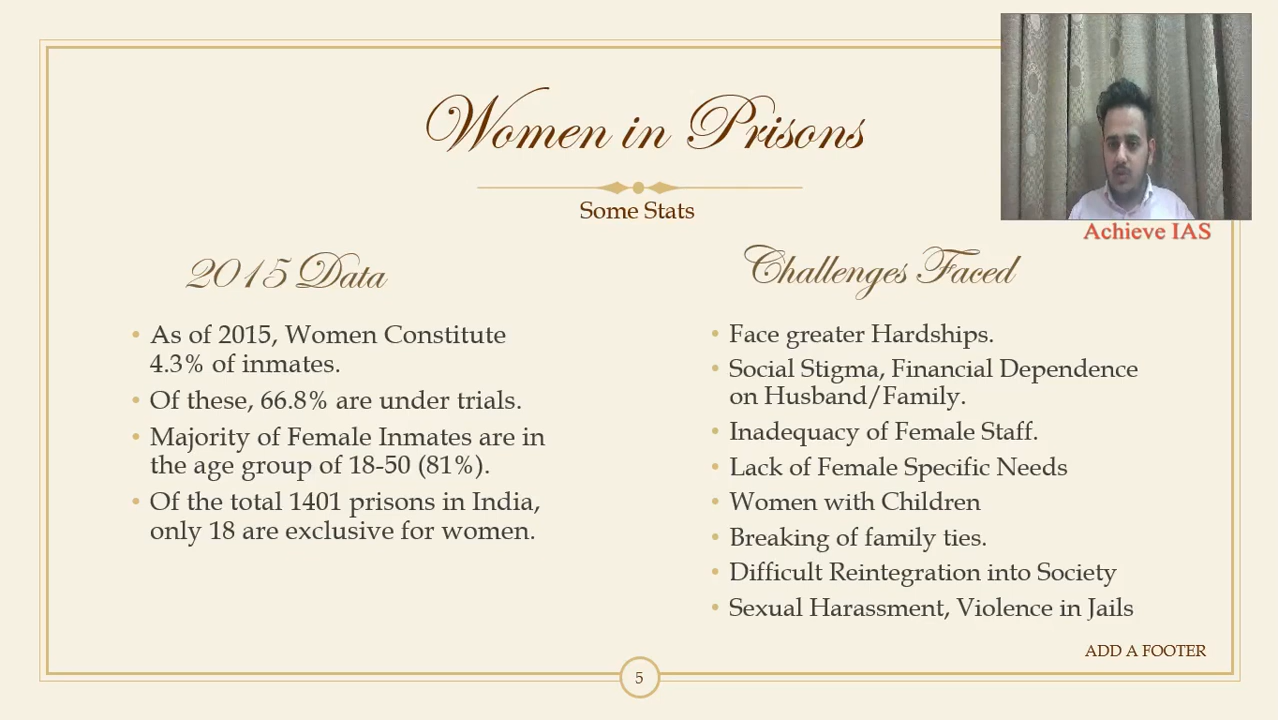 Women in Prisons
Some Stats
Achieve IAS
2015 Data
• As of 2015, Women Constitute
4.3% of inmates.
• Of these, 66.8% are under trials.
• Majority of Female Inmates are in
the age group of 18-50 (81%).
• Of the total 1401 prisons in India,
only 18 are exclusive for women.
Challenges Faced
• Face greater Hardships.
• Social Stigma, Financial Dependence
on Husband/Family.
• Inadequacy of Female Staff.
• Lack of Female Specific Needs
• Women with Children
• Breaking of family ties.
• Difficult Reintegration into Society
• Sexual Harassment, Violence in Jails
ADD A FOOTER
5